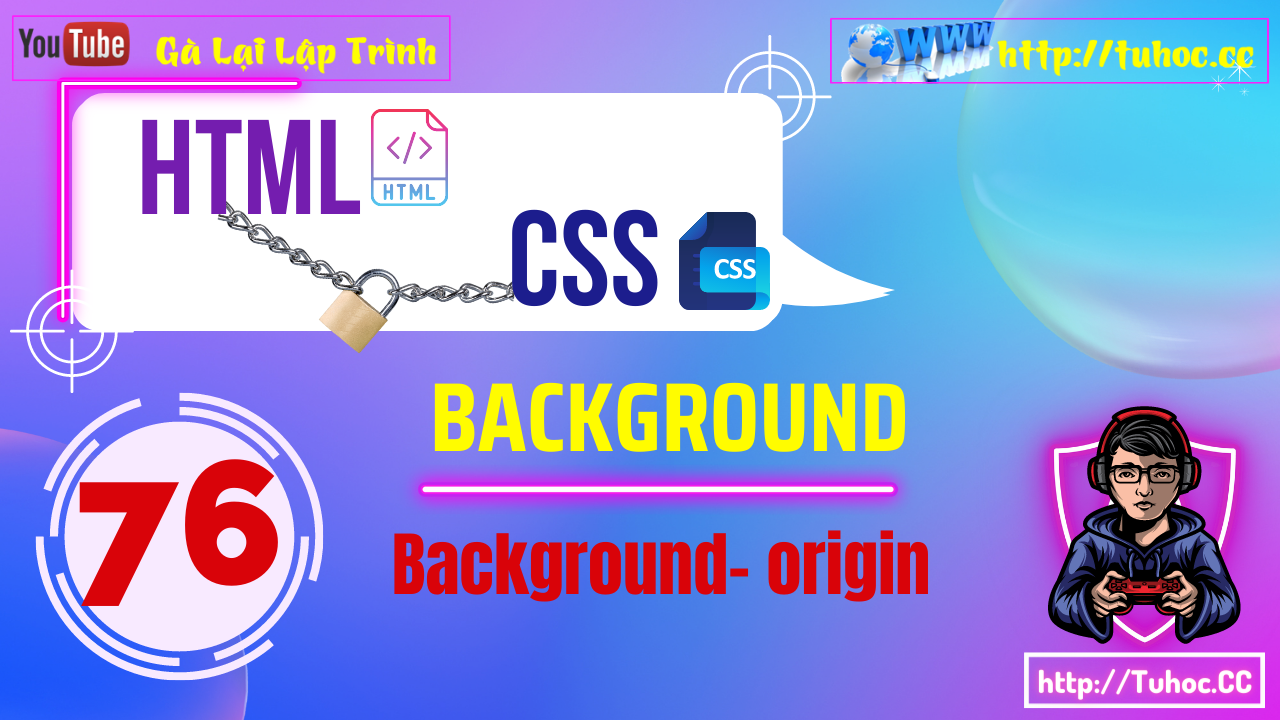 YouTube Gà Lại Lập Trình
WWW http://tuhoc.cc
HTML
</>
HTML
CSS
CSS
BACKGROUND
76
Background- origin
http://Tuhoc.CC